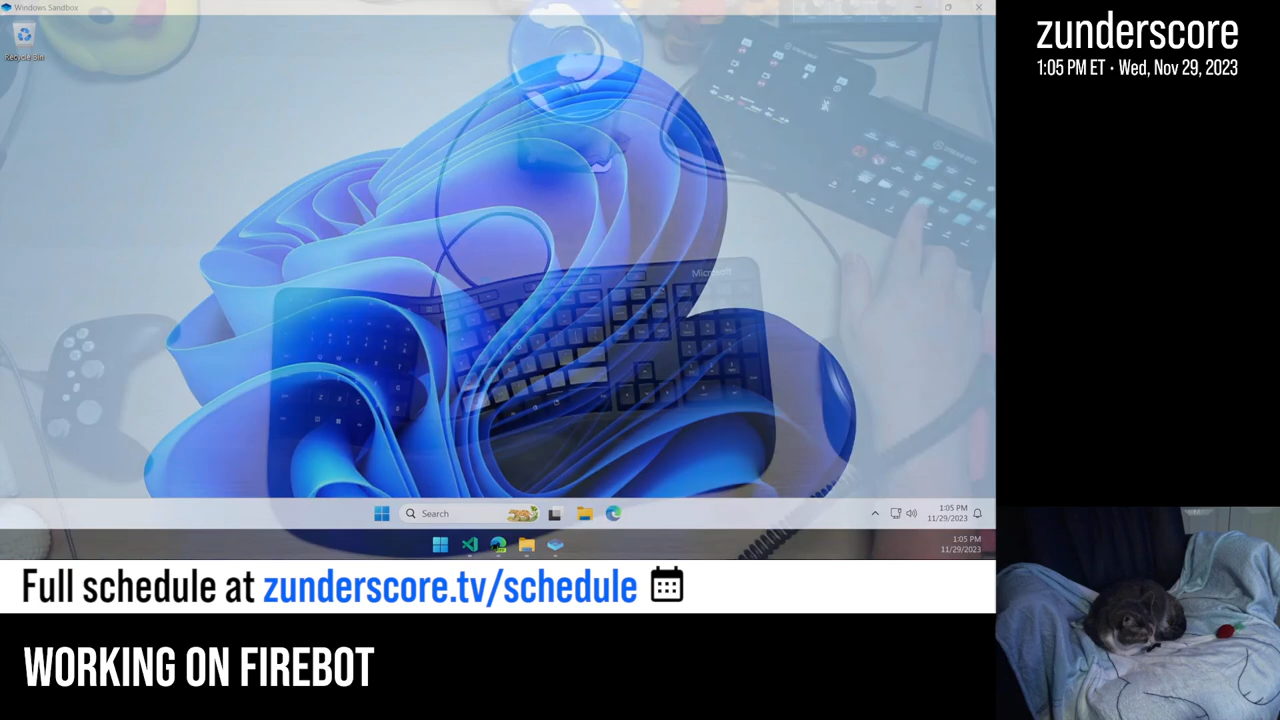 Windows Sandbox
Recycle Bin
zunderscore
1:05 PM ET • Wed, Nov 29, 2023
Microsoft
Search
1:05 PM
11/29/2023
1:05 PM
11/29/2023
Full schedule at zunderscore.tv/schedule
WORKING ON FIREBOT